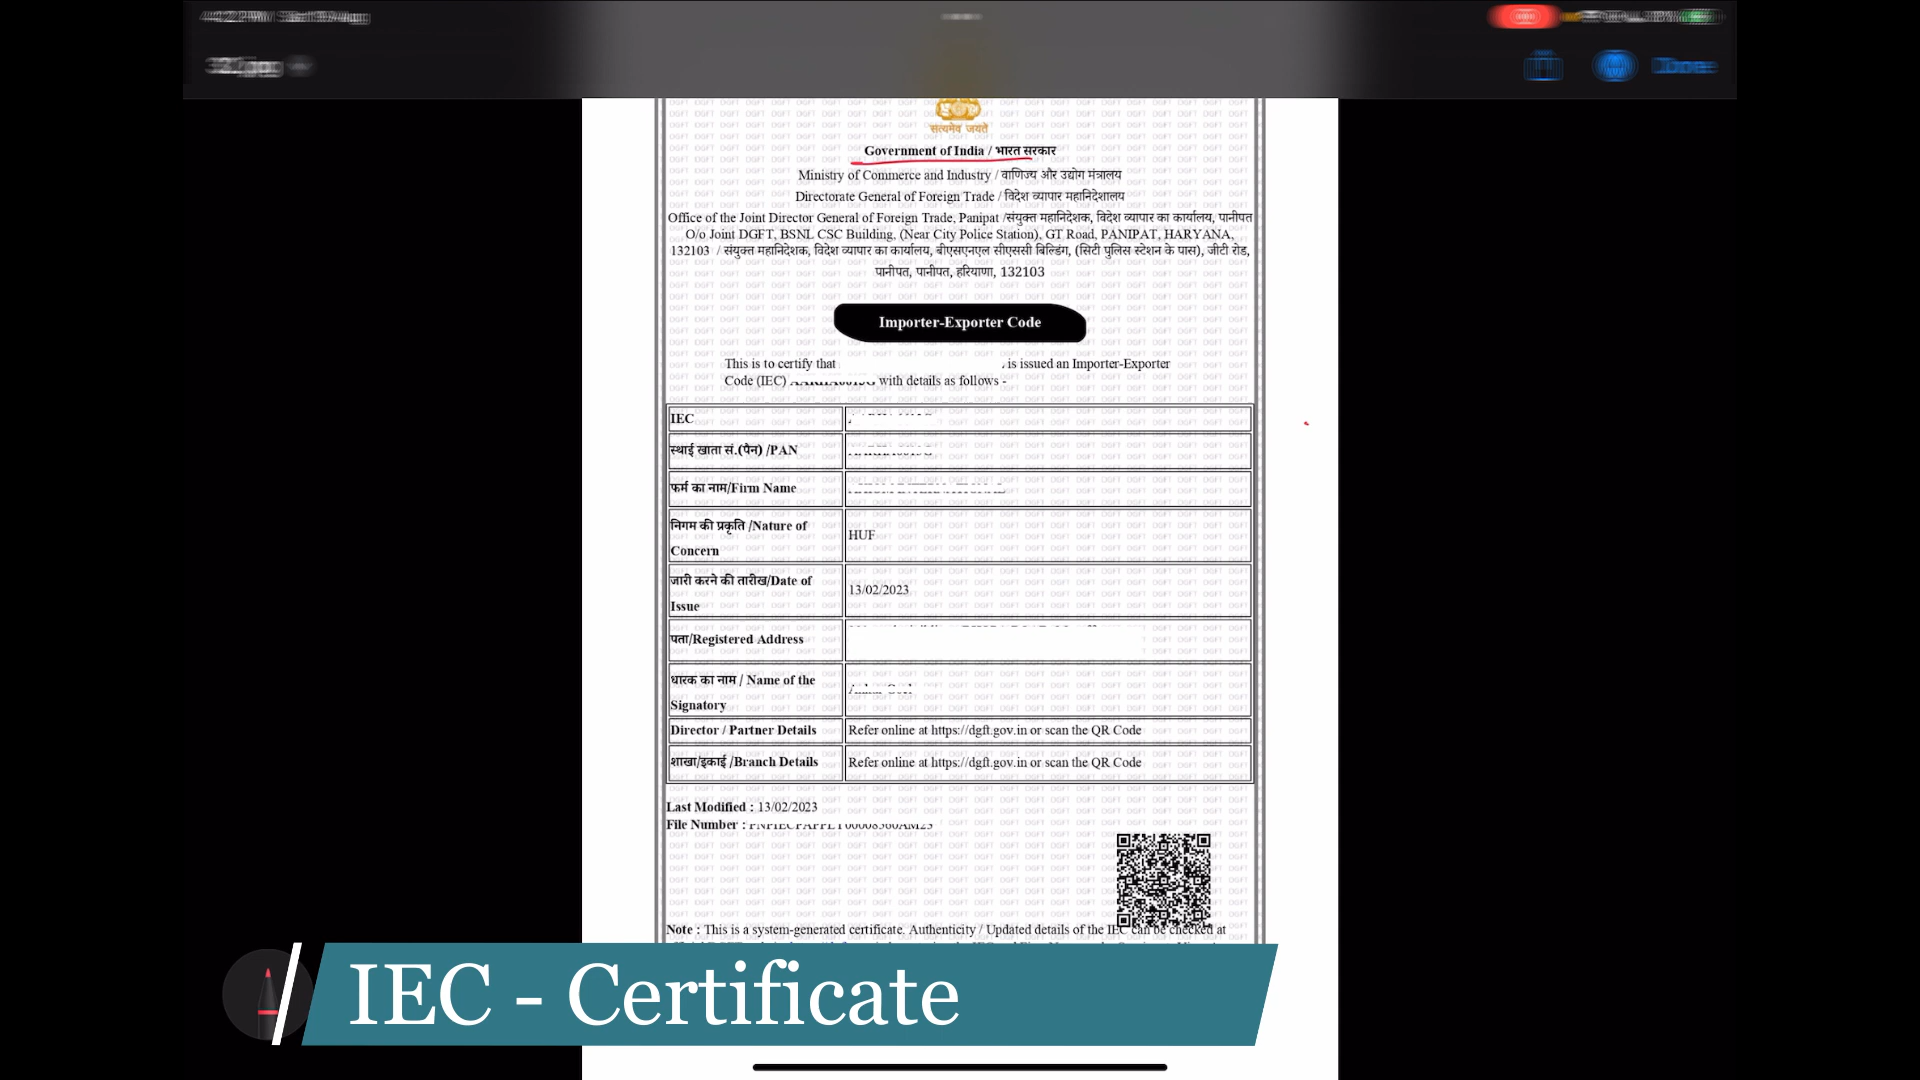 सत्यमेव जयते
Government of India / भारत सरकार
Ministry of Commerce and Industry / वाणिज्य और उद्योग मंत्रालय
Directorate General of Foreign Trade / विदेश व्यापार महानिदेशालय
Office of the Joint Director General of Foreign Trade, Panipat /संयुक्त महानिदेशक, विदेश व्यापार का कार्यालय, पानीपत
O/o Joint DGFT, BSNL CSC Building, (Near City Police Station), GT Road, PANIPAT, HARYANA,
132103 / संयुक्त महानिदेशक, विदेश व्यापार का कार्यालय, बीएसएनएल सीएससी बिल्डिंग, (सिटी पुलिस स्टेशन के पास), जीटी रोड,
पानीपत, पानीपत, हरियाणा, 132103
Importer-Exporter Code
This is to certify that is issued an Importer-Exporter
Code (IEC) with details as follows -
IEC
स्थाई खाता सं.(पैन) /PAN
फर्म का नाम/Firm Name
निगम की प्रकृति /Nature of
Concern
HUF
जारी करने की तारीख/Date of
Issue
13/02/2023
पता/Registered Address
धारक का नाम / Name of the
Signatory
Director / Partner Details Refer online at https://dgft.gov.in or scan the QR Code
शाखा/इकाई /Branch Details Refer online at https://dgft.gov.in or scan the QR Code
Last Modified : 13/02/2023
File Number :
Note : This is a system-generated certificate. Authenticity / Updated details of the IEC can be checked at
IEC - Certificate